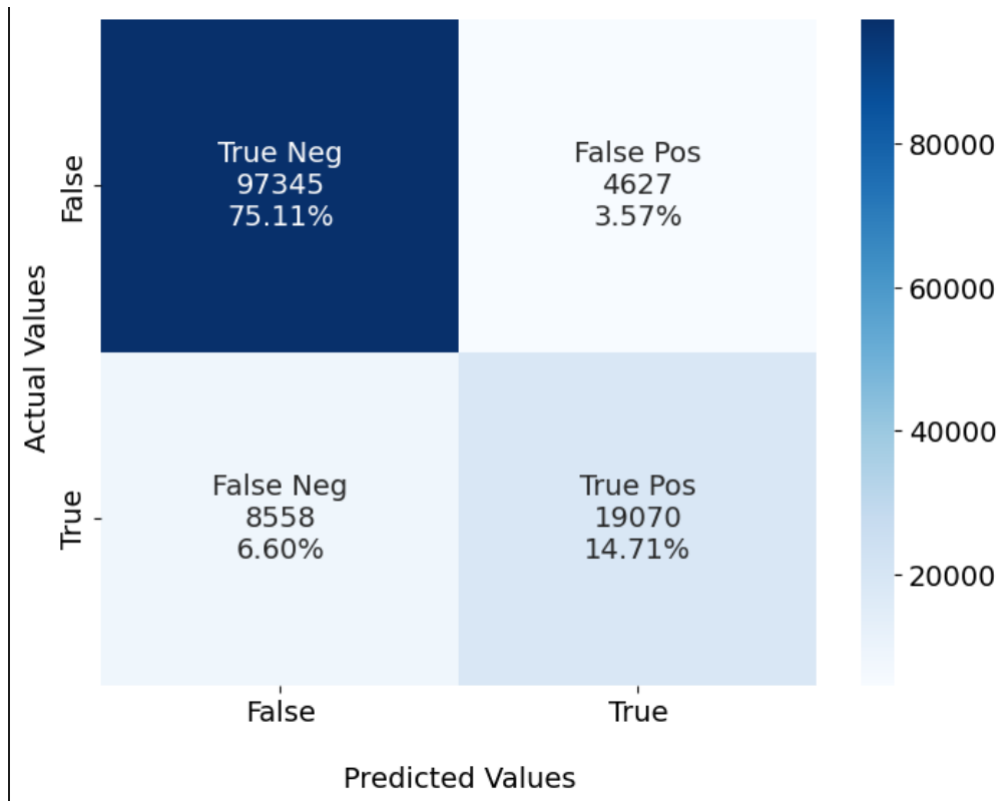 True Neg
97345
75.11%
False Pos
4627
3.57%
False Neg
8558
6.60%
True Pos
19070
14.71%
False
True
Actual Values
False
True
Predicted Values
80000
60000
40000
20000